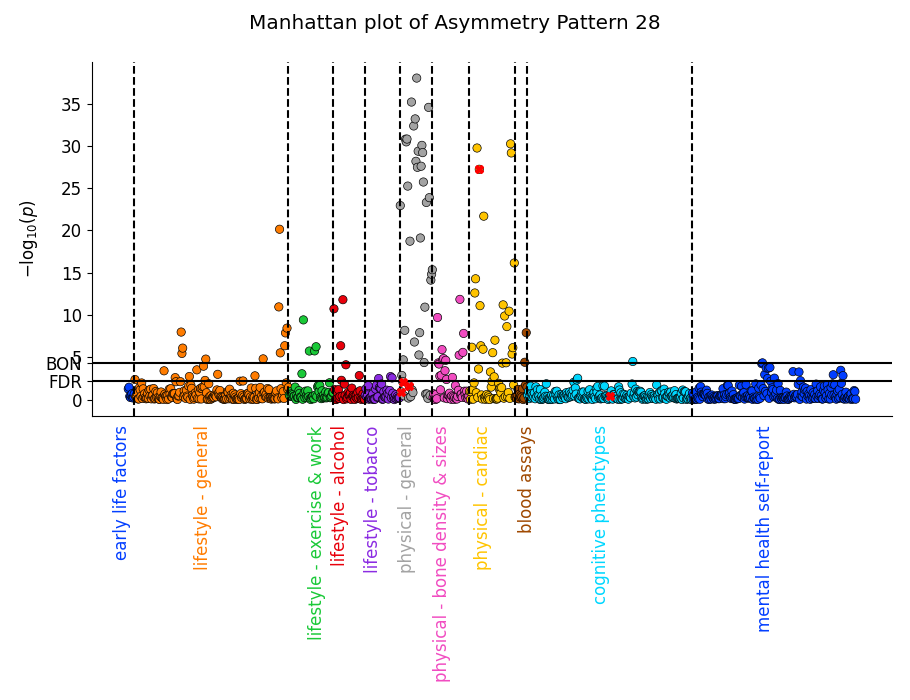 Manhattan plot of Asymmetry Pattern 28
−log₁₀(p)
35
30
25
20
15
10
5
BON
FDR
0
early life factors
lifestyle - general
lifestyle - exercise & work
lifestyle - alcohol
lifestyle - tobacco
physical - general
physical - bone density & sizes
physical - cardiac
blood assays
cognitive phenotypes
mental health self-report